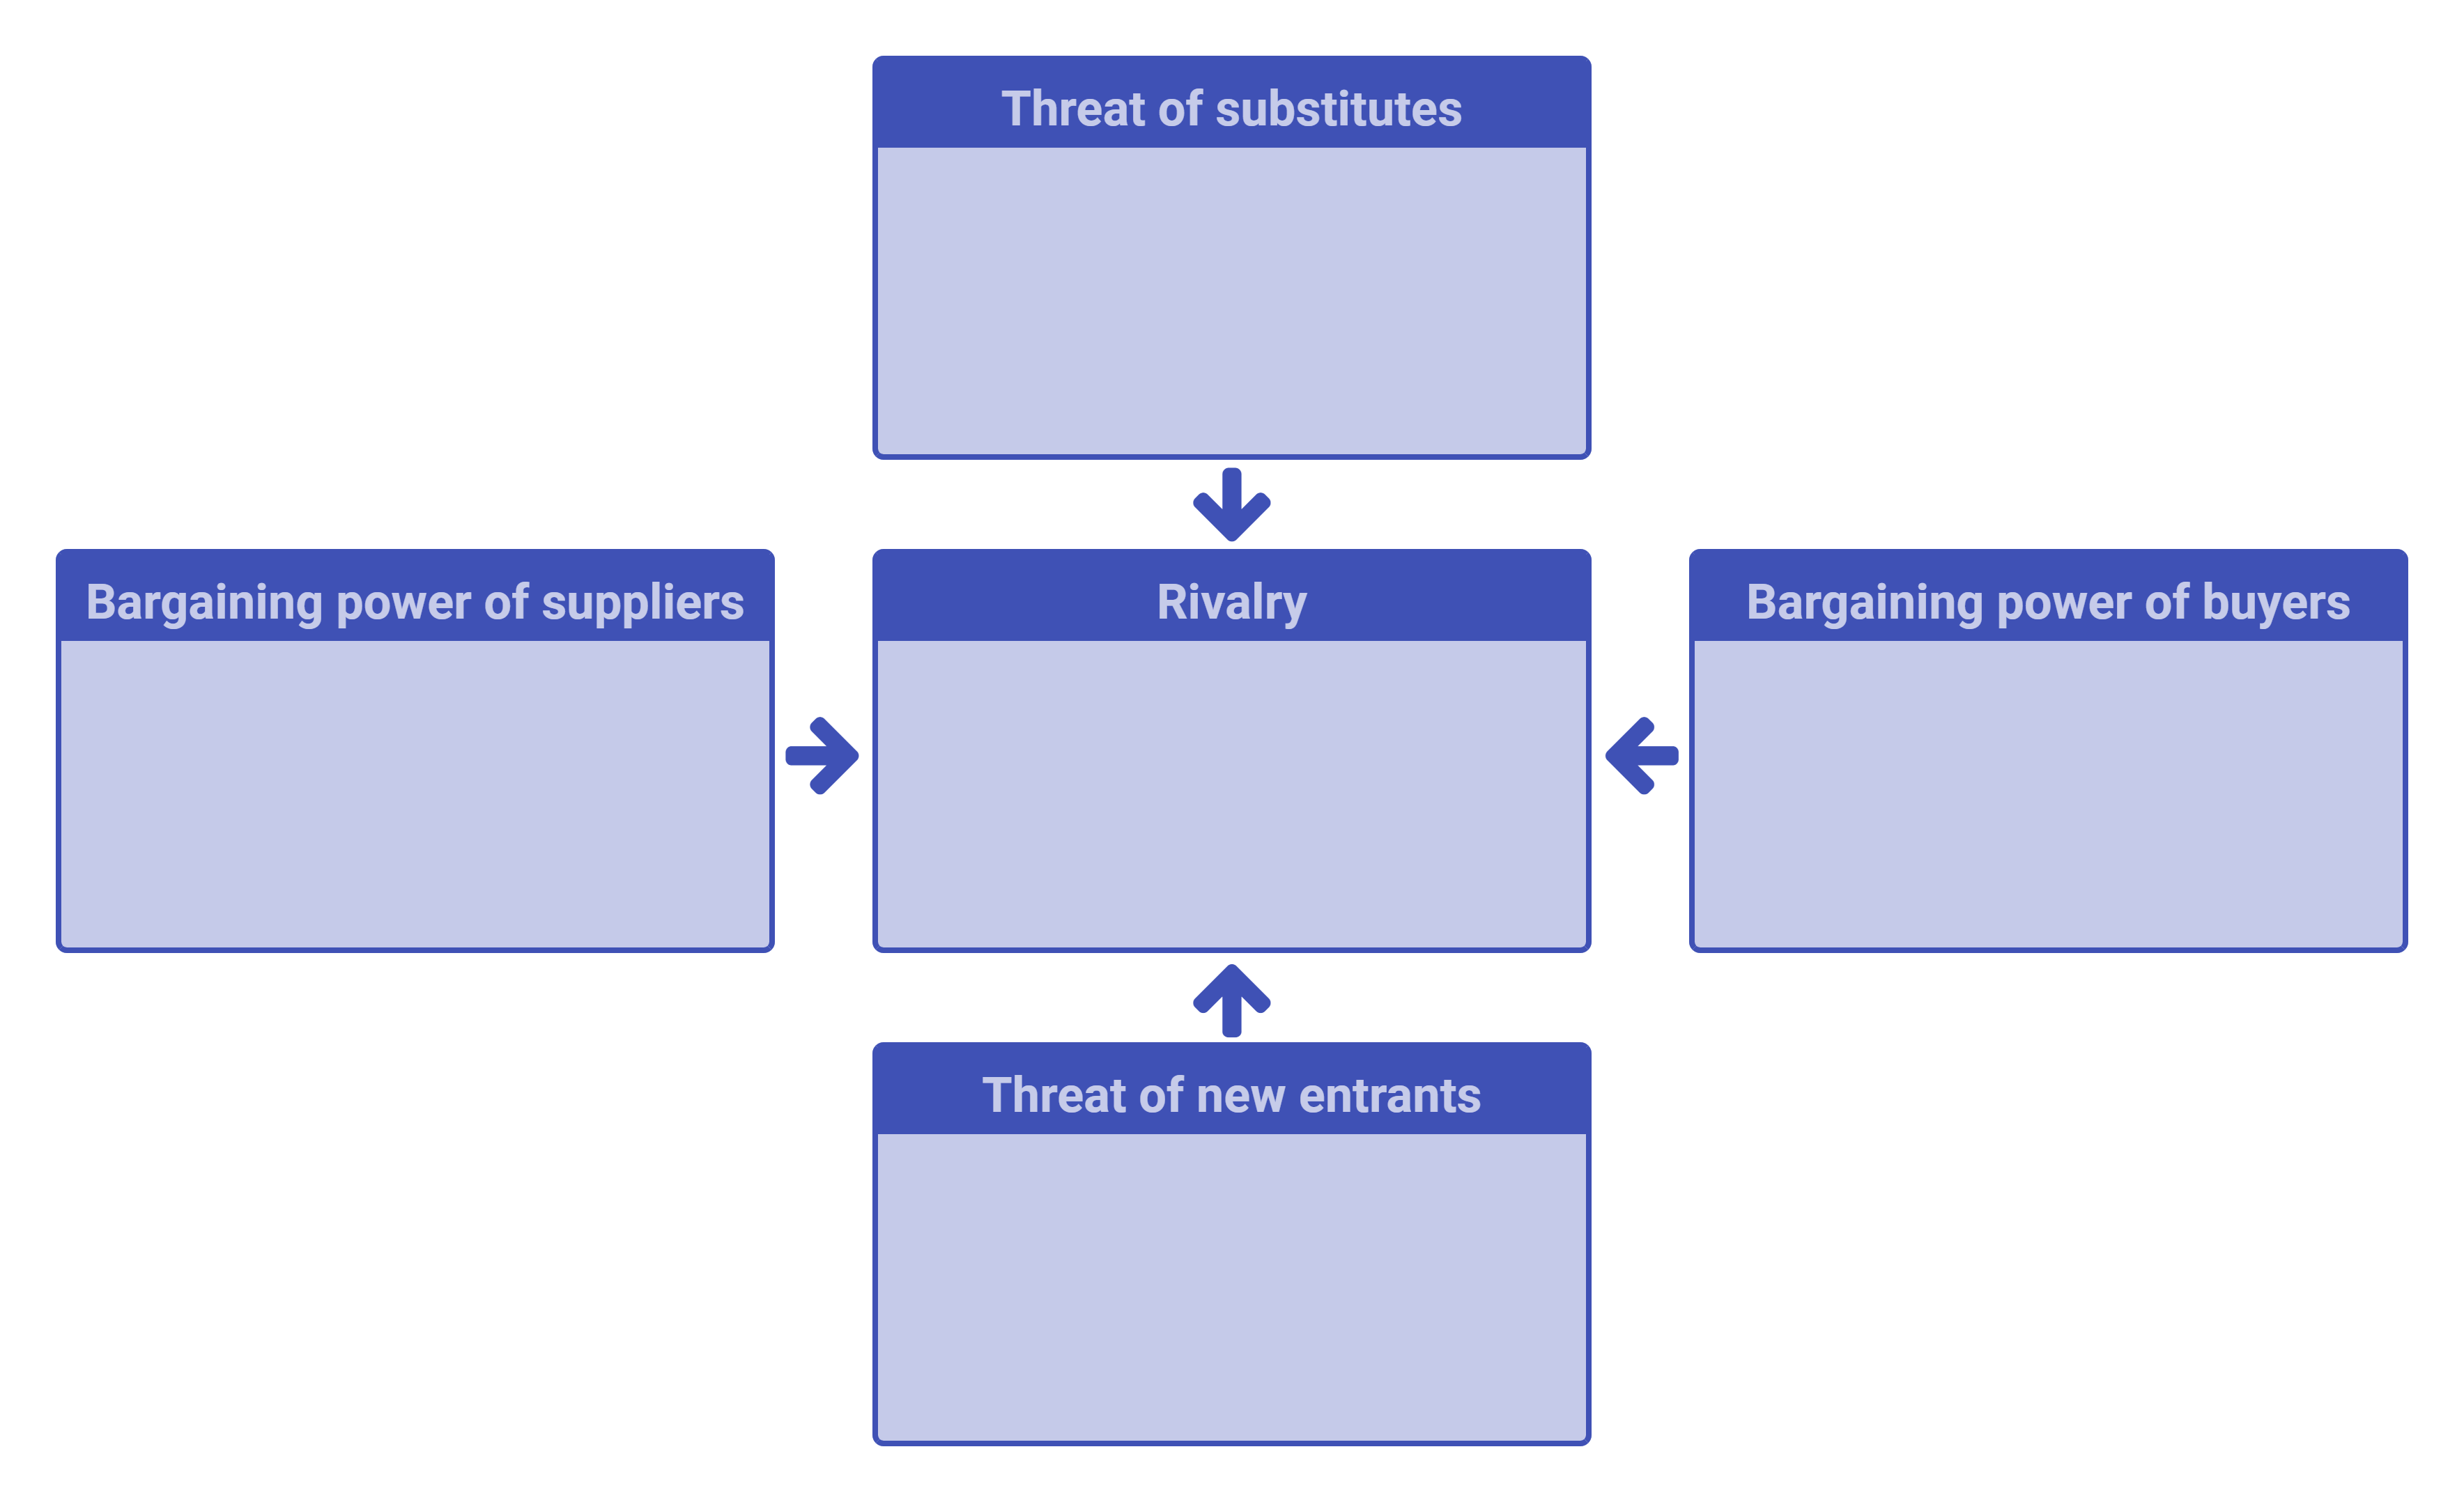 Threat of substitutes
Bargaining power of suppliers
Rivalry
Bargaining power of buyers
Threat of new entrants